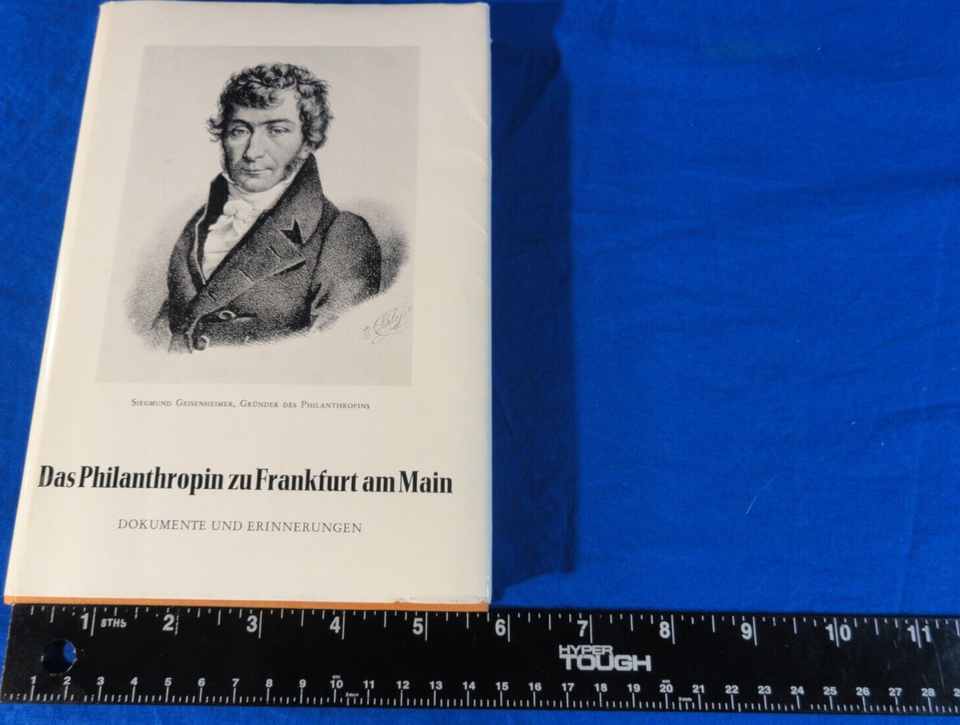 SIEGMUND GEISENHEIMER, GRÜNDER DES PHILANTHROPINS
Das Philanthropin zu Frankfurt am Main
DOKUMENTE UND ERINNERUNGEN
1 8THS 2 3 4 5 6 7 8 9 10 11
HYPER
TOUGH
1 2 3 4 5 6 7 8 9 10 11 12 13 14 15 16 17 18 19 20 21 22 23 24 25 26 27 28